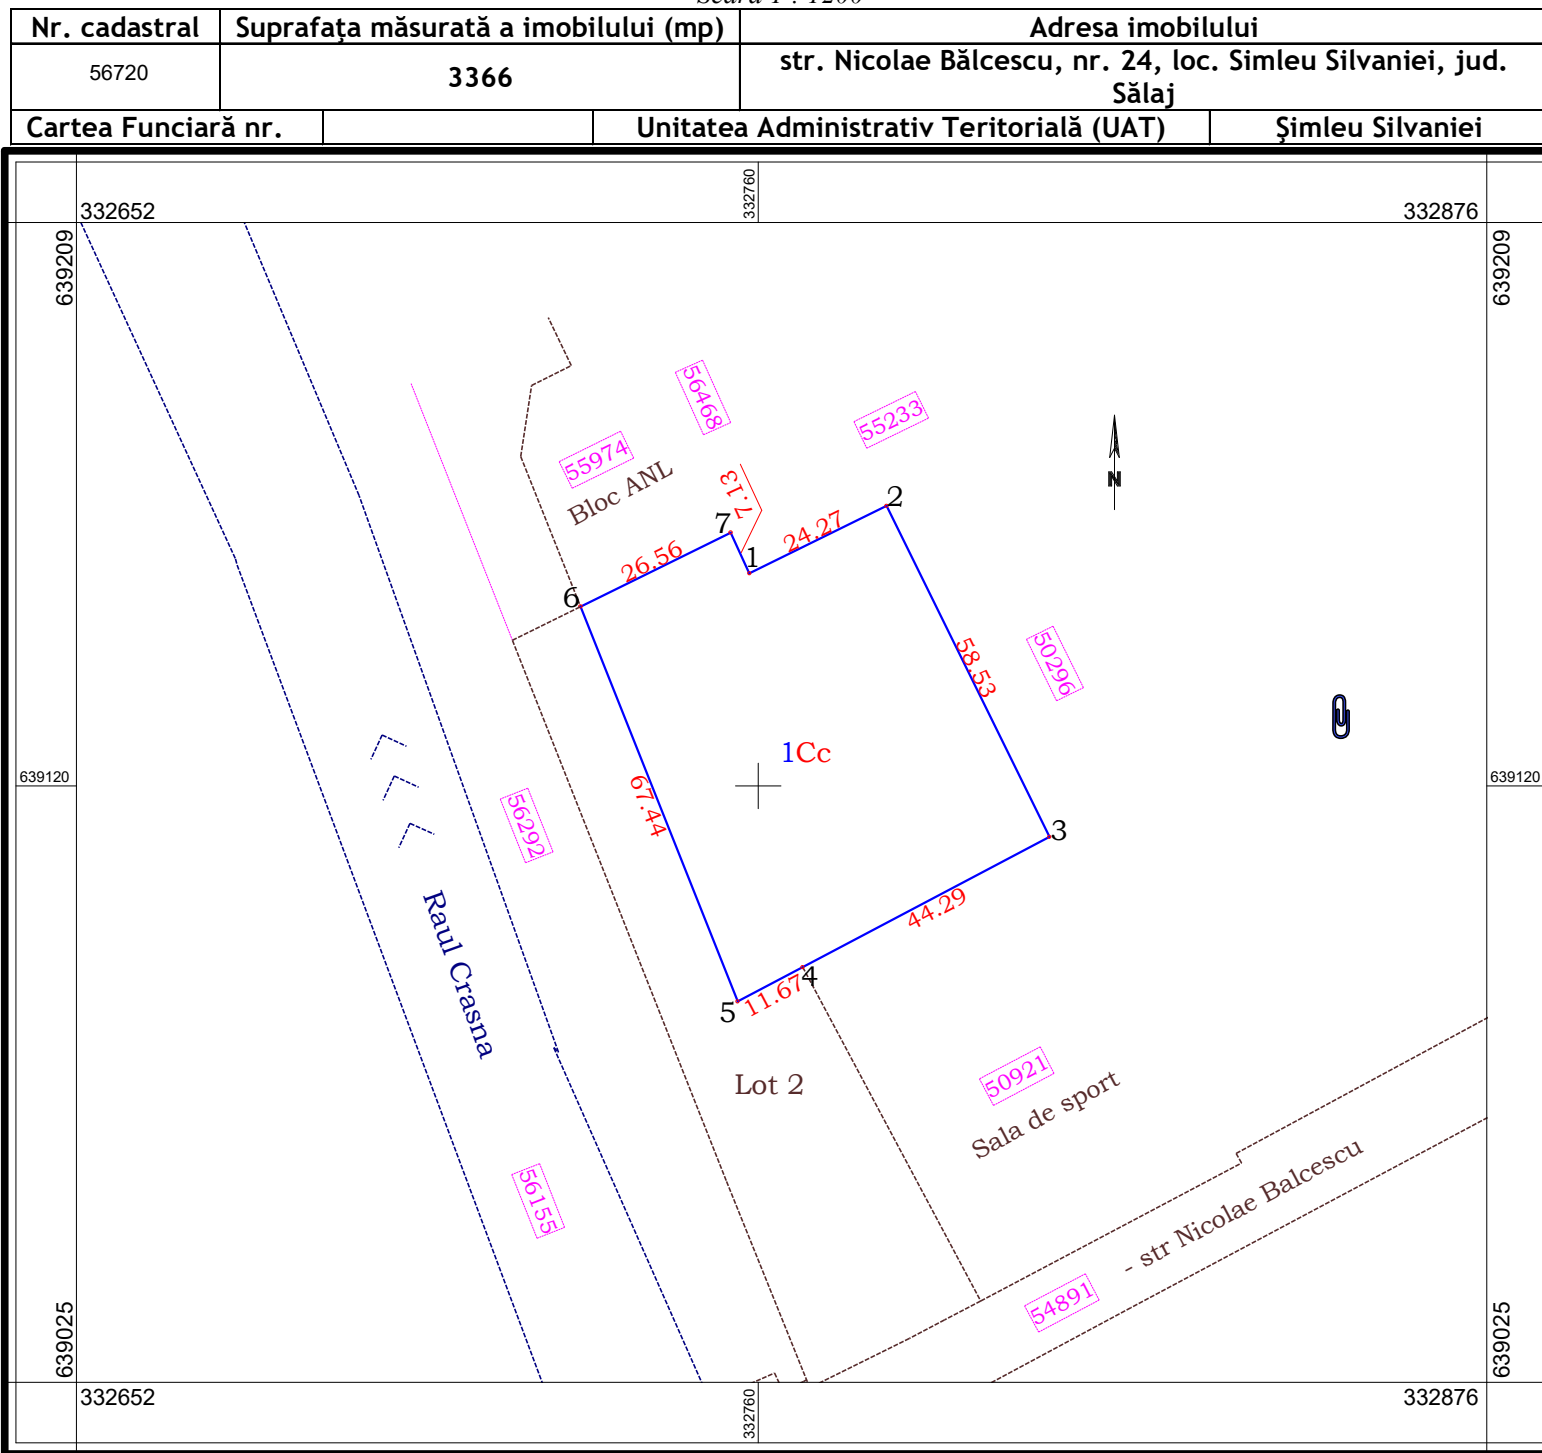 Scara 1 : 1200
Nr. cadastral
Suprafaţa măsurată a imobilului (mp)
Adresa imobilului
56720
3366
str. Nicolae Bălcescu, nr. 24, loc. Simleu Silvaniei, jud.
Sălaj
Cartea Funciară nr.
Unitatea Administrativ Teritorială (UAT)
Şimleu Silvaniei
332652
332760
332876
639209
639209
56468
55233
55974
Bloc ANL
7.13
N
2
7
24.27
1
26.56
6
58.53
50296
1Cc
639120
639120
67.44
56292
3
Raul Crasna
44.29
4
11.67
5
Lot 2
50921
Sala de sport
56155
- str Nicolae Balcescu
54891
639025
639025
332652
332760
332876